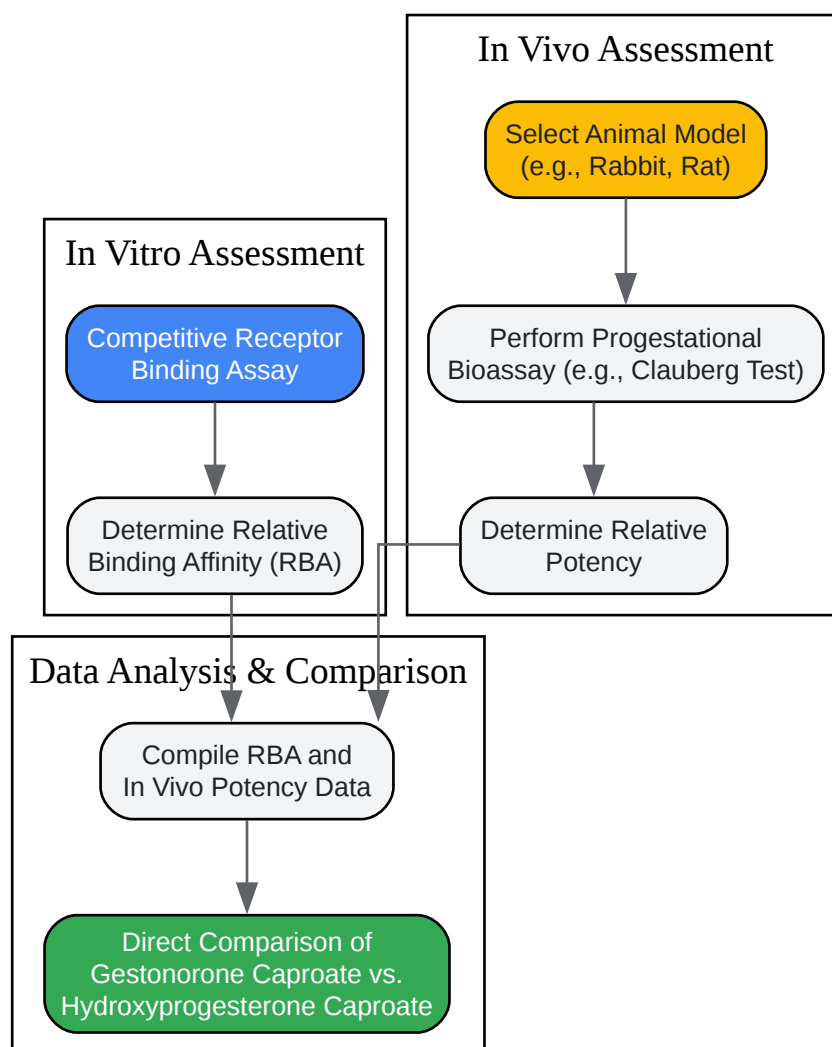 In Vivo Assessment
Select Animal Model
(e.g., Rabbit, Rat)
Perform Progestational
Bioassay (e.g., Clauberg Test)
Determine Relative
Potency
In Vitro Assessment
Competitive Receptor
Binding Assay
Determine Relative
Binding Affinity (RBA)
Data Analysis & Comparison
Compile RBA and
In Vivo Potency Data
Direct Comparison of
Gestonorone Caproate vs.
Hydroxyprogesterone Caproate